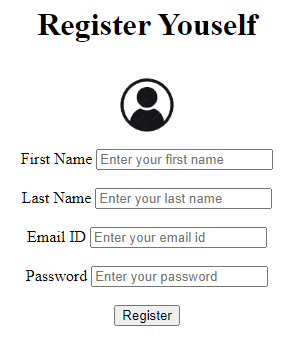 Register Youself
First Name Enter your first name
Last Name Enter your last name
Email ID Enter your email id
Password Enter your password
Register